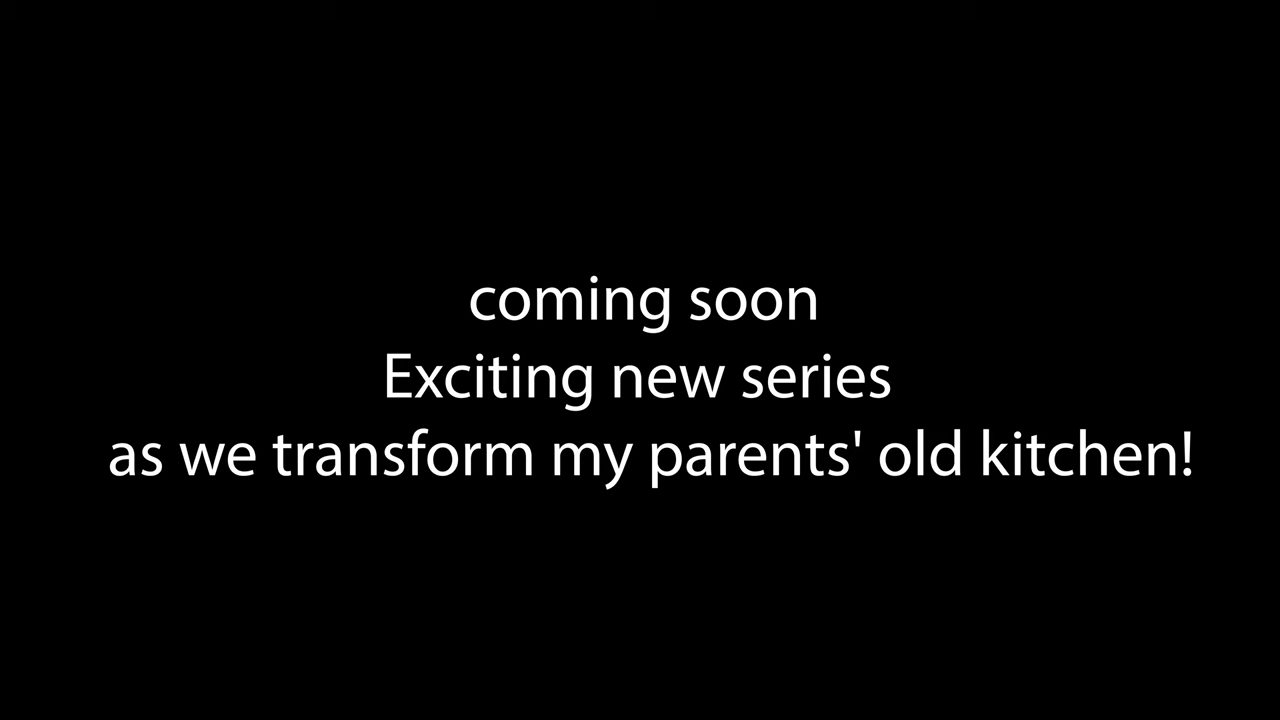 coming soon
Exciting new series
as we transform my parents' old kitchen!